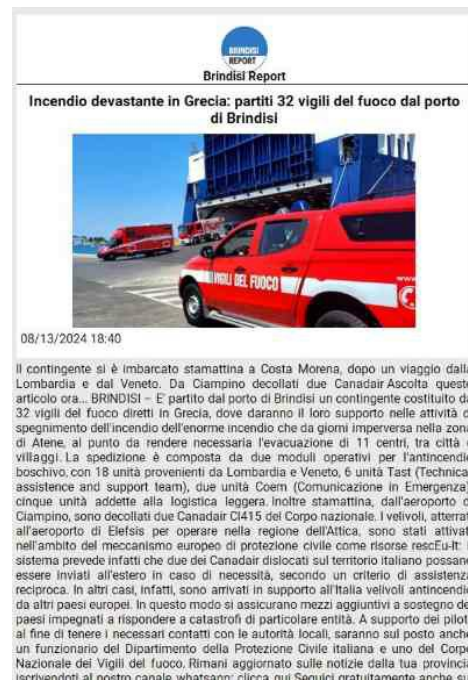 BRINDISI
REPORT
Brindisi Report
Incendio devastante in Grecia: partiti 32 vigili del fuoco dal porto
di Brindisi
VIGILI DEL FUOCO
www.
08/13/2024 18:40
Il contingente si è imbarcato stamattina a Costa Morena, dopo un viaggio dalla
Lombardia e dal Veneto. Da Ciampino decollati due Canadair Ascolta questo
articolo ora... BRINDISI – E' partito dal porto di Brindisi un contingente costituito da
32 vigili del fuoco diretti in Grecia, dove daranno il loro supporto nelle attività di
spegnimento dell'incendio dell'enorme incendio che da giorni imperversa nella zona
di Atene, al punto da rendere necessaria l'evacuazione di 11 centri, tra città e
villaggi. La spedizione è composta da due moduli operativi per l'antincendio
boschivo, con 18 unità provenienti da Lombardia e Veneto, 6 unità Tast (Technical
assistence and support team), due unità Coem (Comunicazione in Emergenza),
cinque unità addette alla logistica leggera. Inoltre stamattina, dall'aeroporto di
Ciampino, sono decollati due Canadair Cl415 del Corpo nazionale. I velivoli, atterrati
all'aeroporto di Elefsis per operare nella regione dell'Attica, sono stati attivati
nell'ambito del meccanismo europeo di protezione civile come risorse rescEu-It: il
sistema prevede infatti che due dei Canadair dislocati sul territorio italiano possano
essere inviati all'estero in caso di necessità, secondo un criterio di assistenza
reciproca. In altri casi, infatti, sono arrivati in supporto all'Italia velivoli antincendio
da altri paesi europei. In questo modo si assicurano mezzi aggiuntivi a sostegno dei
paesi impegnati a rispondere a catastrofi di particolare entità. A supporto dei piloti,
al fine di tenere i necessari contatti con le autorità locali, saranno sul posto anche
un funzionario del Dipartimento della Protezione Civile italiana e uno del Corpo
Nazionale dei Vigili del fuoco. Rimani aggiornato sulle notizie dalla tua provincia
iscrivendoti al nostro canale whatsapp: clicca qui Seguici gratuitamente anche sul